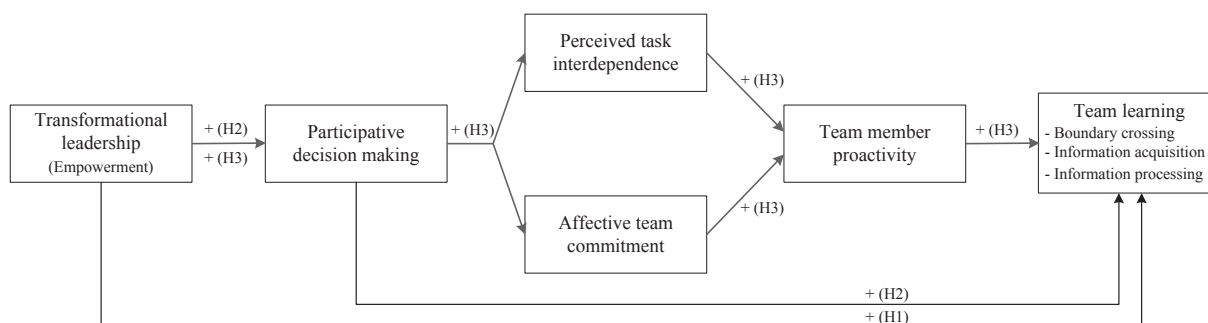 Transformational
leadership
(Empowerment)
+ (H2)
+ (H3)
Participative
decision making
+ (H3)
Perceived task
interdependence
Affective team
commitment
+ (H3)
+ (H3)
Team member
proactivity
+ (H3)
Team learning
- Boundary crossing
- Information acquisition
- Information processing
+ (H2)
+ (H1)